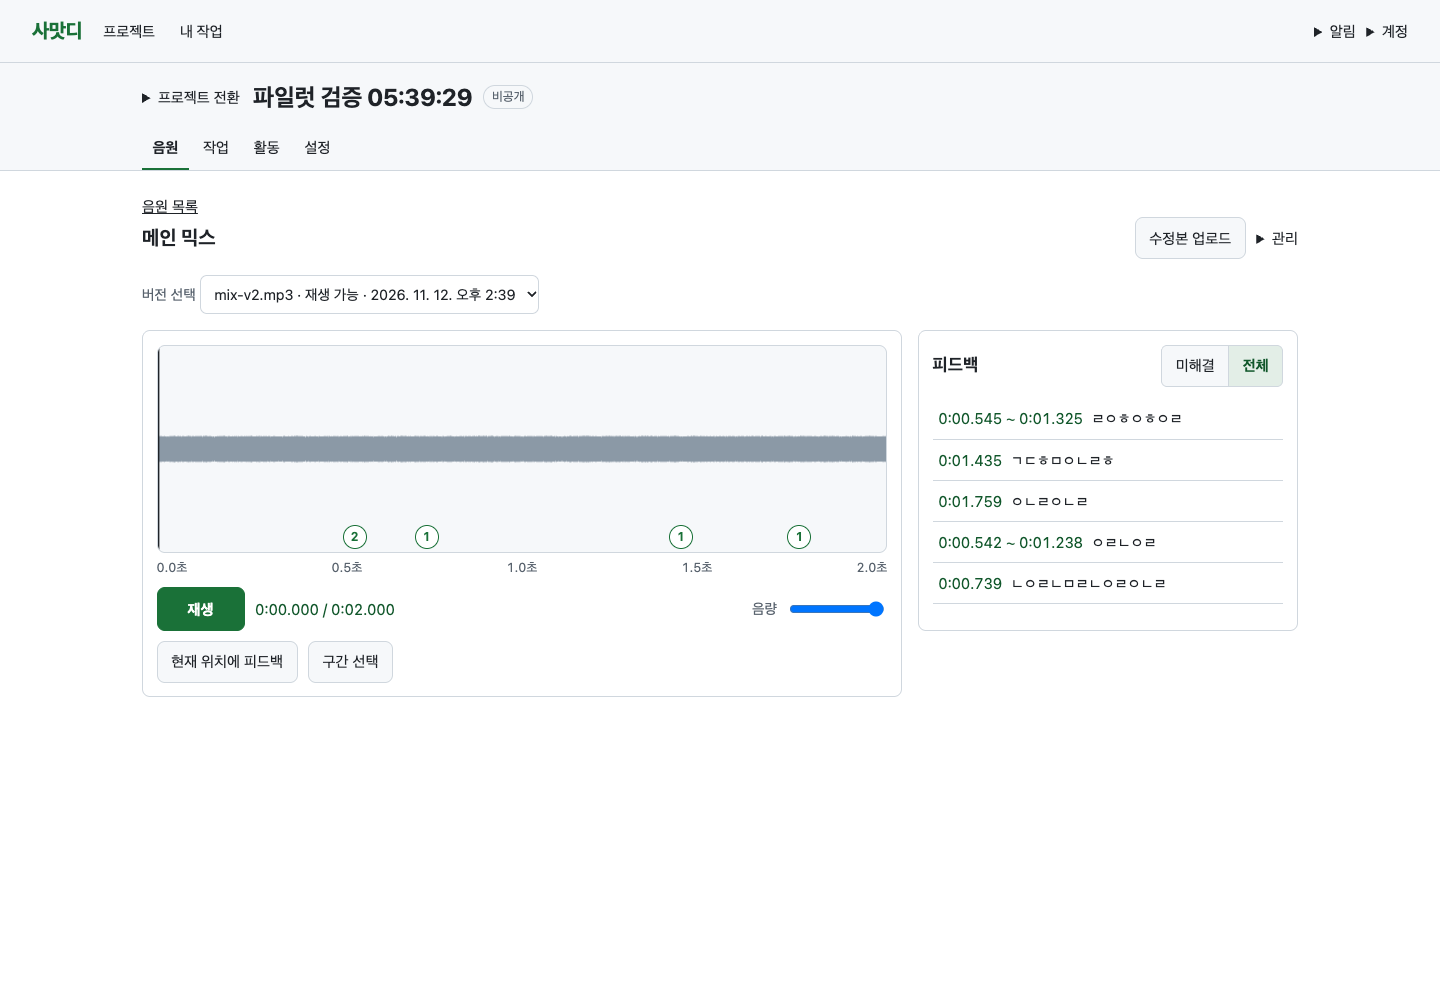 사맛디 프로젝트 내 작업 ▶ 알림 ▶ 계정
▶ 프로젝트 전환 파일럿 검증 05:39:29 비공개
음원 작업 활동 설정
음원 목록
메인 믹스 수정본 업로드 ▶ 관리
버전 선택 mix-v2.mp3 · 재생 가능 · 2026. 11. 12. 오후 2:39
2 1 1 1
0.0초 0.5초 1.0초 1.5초 2.0초
재생 0:00.000 / 0:02.000 음량
현재 위치에 피드백 구간 선택
피드백 미해결 전체
0:00.545 ~ 0:01.325 ㄹㅇㅎㅇㅎㅇㄹ
0:01.435 ㄱㄷㅎㅁㅇㄴㄹㅎ
0:01.759 ㅇㄴㄹㅇㄴㄹ
0:00.542 ~ 0:01.238 ㅇㄹㄴㅇㄹ
0:00.739 ㄴㅇㄹㄴㅁㄹㄴㅇㄹㅇㄴㄹ